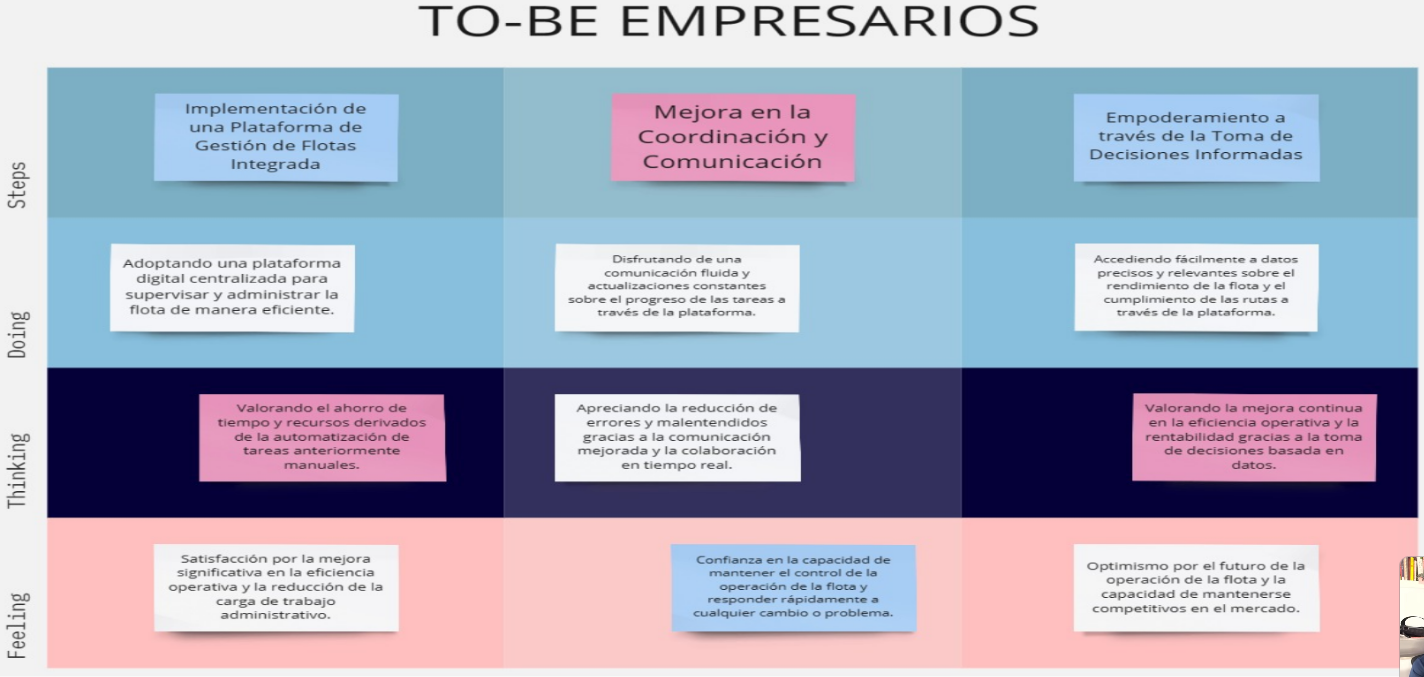 TO-BE EMPRESARIOS
Steps
Implementación de
una Plataforma de
Gestión de Flotas
Integrada
Mejora en la
Coordinación y
Comunicación
Empoderamiento a
través de la Toma de
Decisiones Informadas
Doing
Adoptando una plataforma
digital centralizada para
supervisar y administrar la
flota de manera eficiente.
Disfrutando de una
comunicación fluida y
actualizaciones constantes
sobre el progreso de las tareas a
través de la plataforma.
Accediendo fácilmente a datos
precisos y relevantes sobre el
rendimiento de la flota y el
cumplimiento de las rutas a
través de la plataforma.
Thinking
Valorando el ahorro de
tiempo y recursos derivados
de la automatización de
tareas anteriormente
manuales.
Apreciando la reducción de
errores y malentendidos
gracias a la comunicación
mejorada y la colaboración
en tiempo real.
Valorando la mejora continua
en la eficiencia operativa y la
rentabilidad gracias a la toma
de decisiones basada en
datos.
Feeling
Satisfacción por la mejora
significativa en la eficiencia
operativa y la reducción de la
carga de trabajo
administrativo.
Confianza en la capacidad de
mantener el control de la
operación de la flota y
responder rápidamente a
cualquier cambio o problema.
Optimismo por el futuro de la
operación de la flota y la
capacidad de mantenerse
competitivos en el mercado.